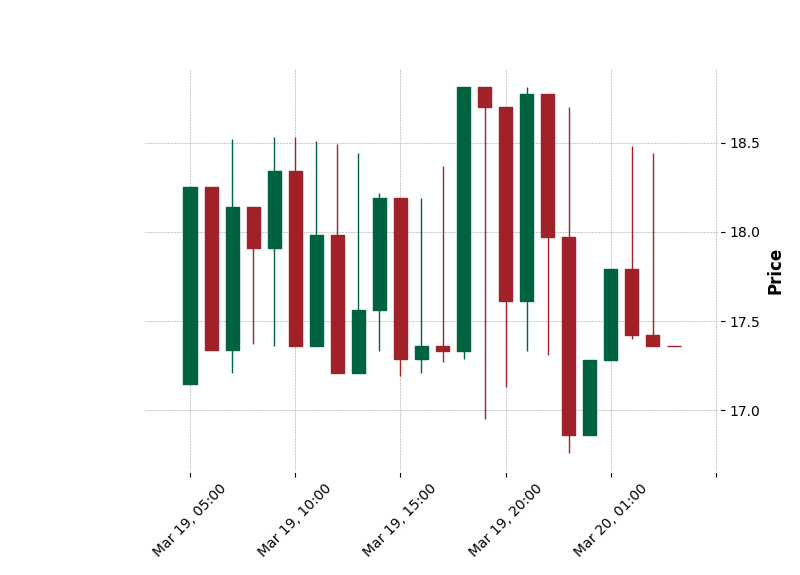 18.5
18.0
17.5
17.0
Price
Mar 19, 05:00
Mar 19, 10:00
Mar 19, 15:00
Mar 19, 20:00
Mar 20, 01:00